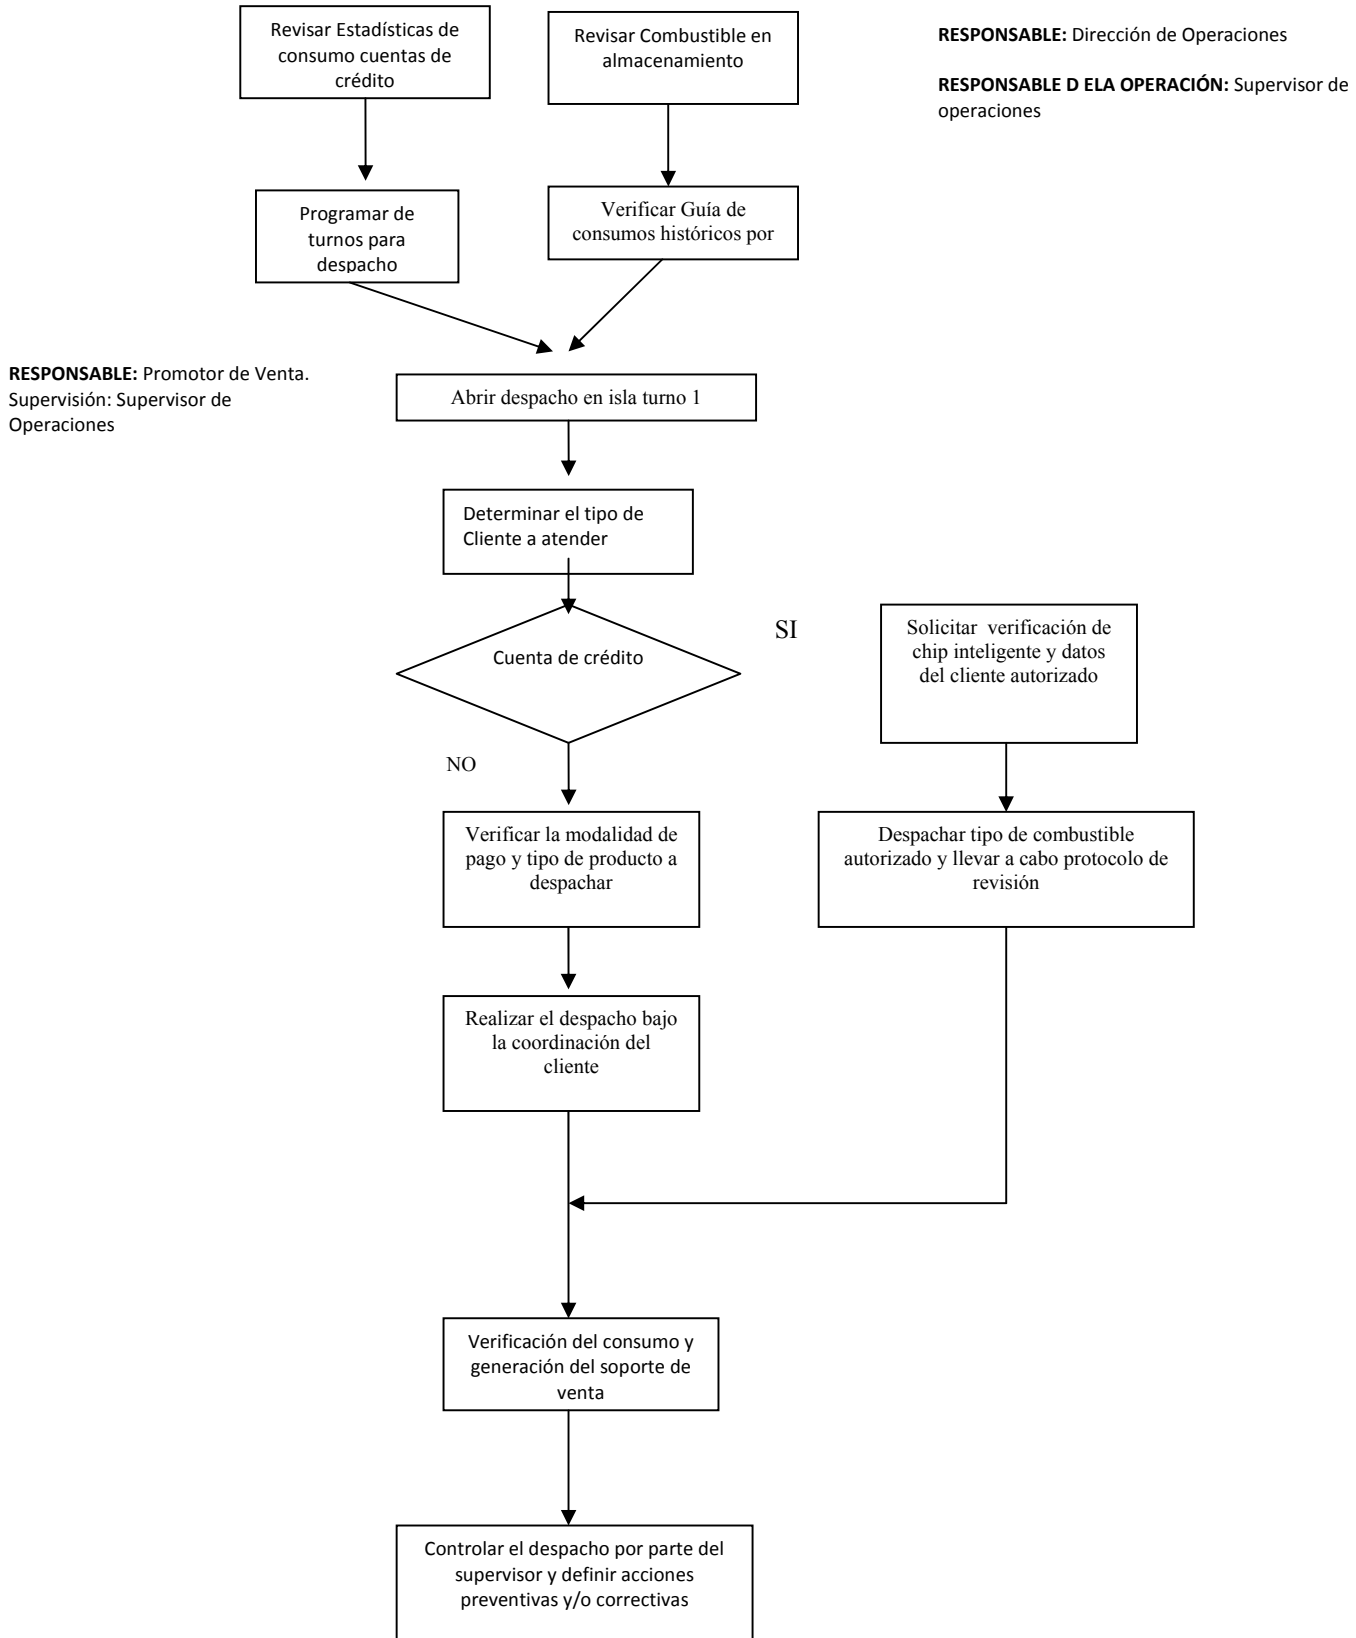 Revisar Estadísticas de
consumo cuentas de
crédito
Revisar Combustible en
almacenamiento
RESPONSABLE: Dirección de Operaciones
RESPONSABLE D ELA OPERACIÓN: Supervisor de
operaciones
Programar de
turnos para
despacho
Verificar Guía de
consumos históricos por
RESPONSABLE: Promotor de Venta.
Supervisión: Supervisor de
Operaciones
Abrir despacho en isla turno 1
Determinar el tipo de
Cliente a atender
Cuenta de crédito
SI
Solicitar verificación de
chip inteligente y datos
del cliente autorizado
NO
Verificar la modalidad de
pago y tipo de producto a
despachar
Despachar tipo de combustible
autorizado y llevar a cabo protocolo de
revisión
Realizar el despacho bajo
la coordinación del
cliente
Verificación del consumo y
generación del soporte de
venta
Controlar el despacho por parte del
supervisor y definir acciones
preventivas y/o correctivas